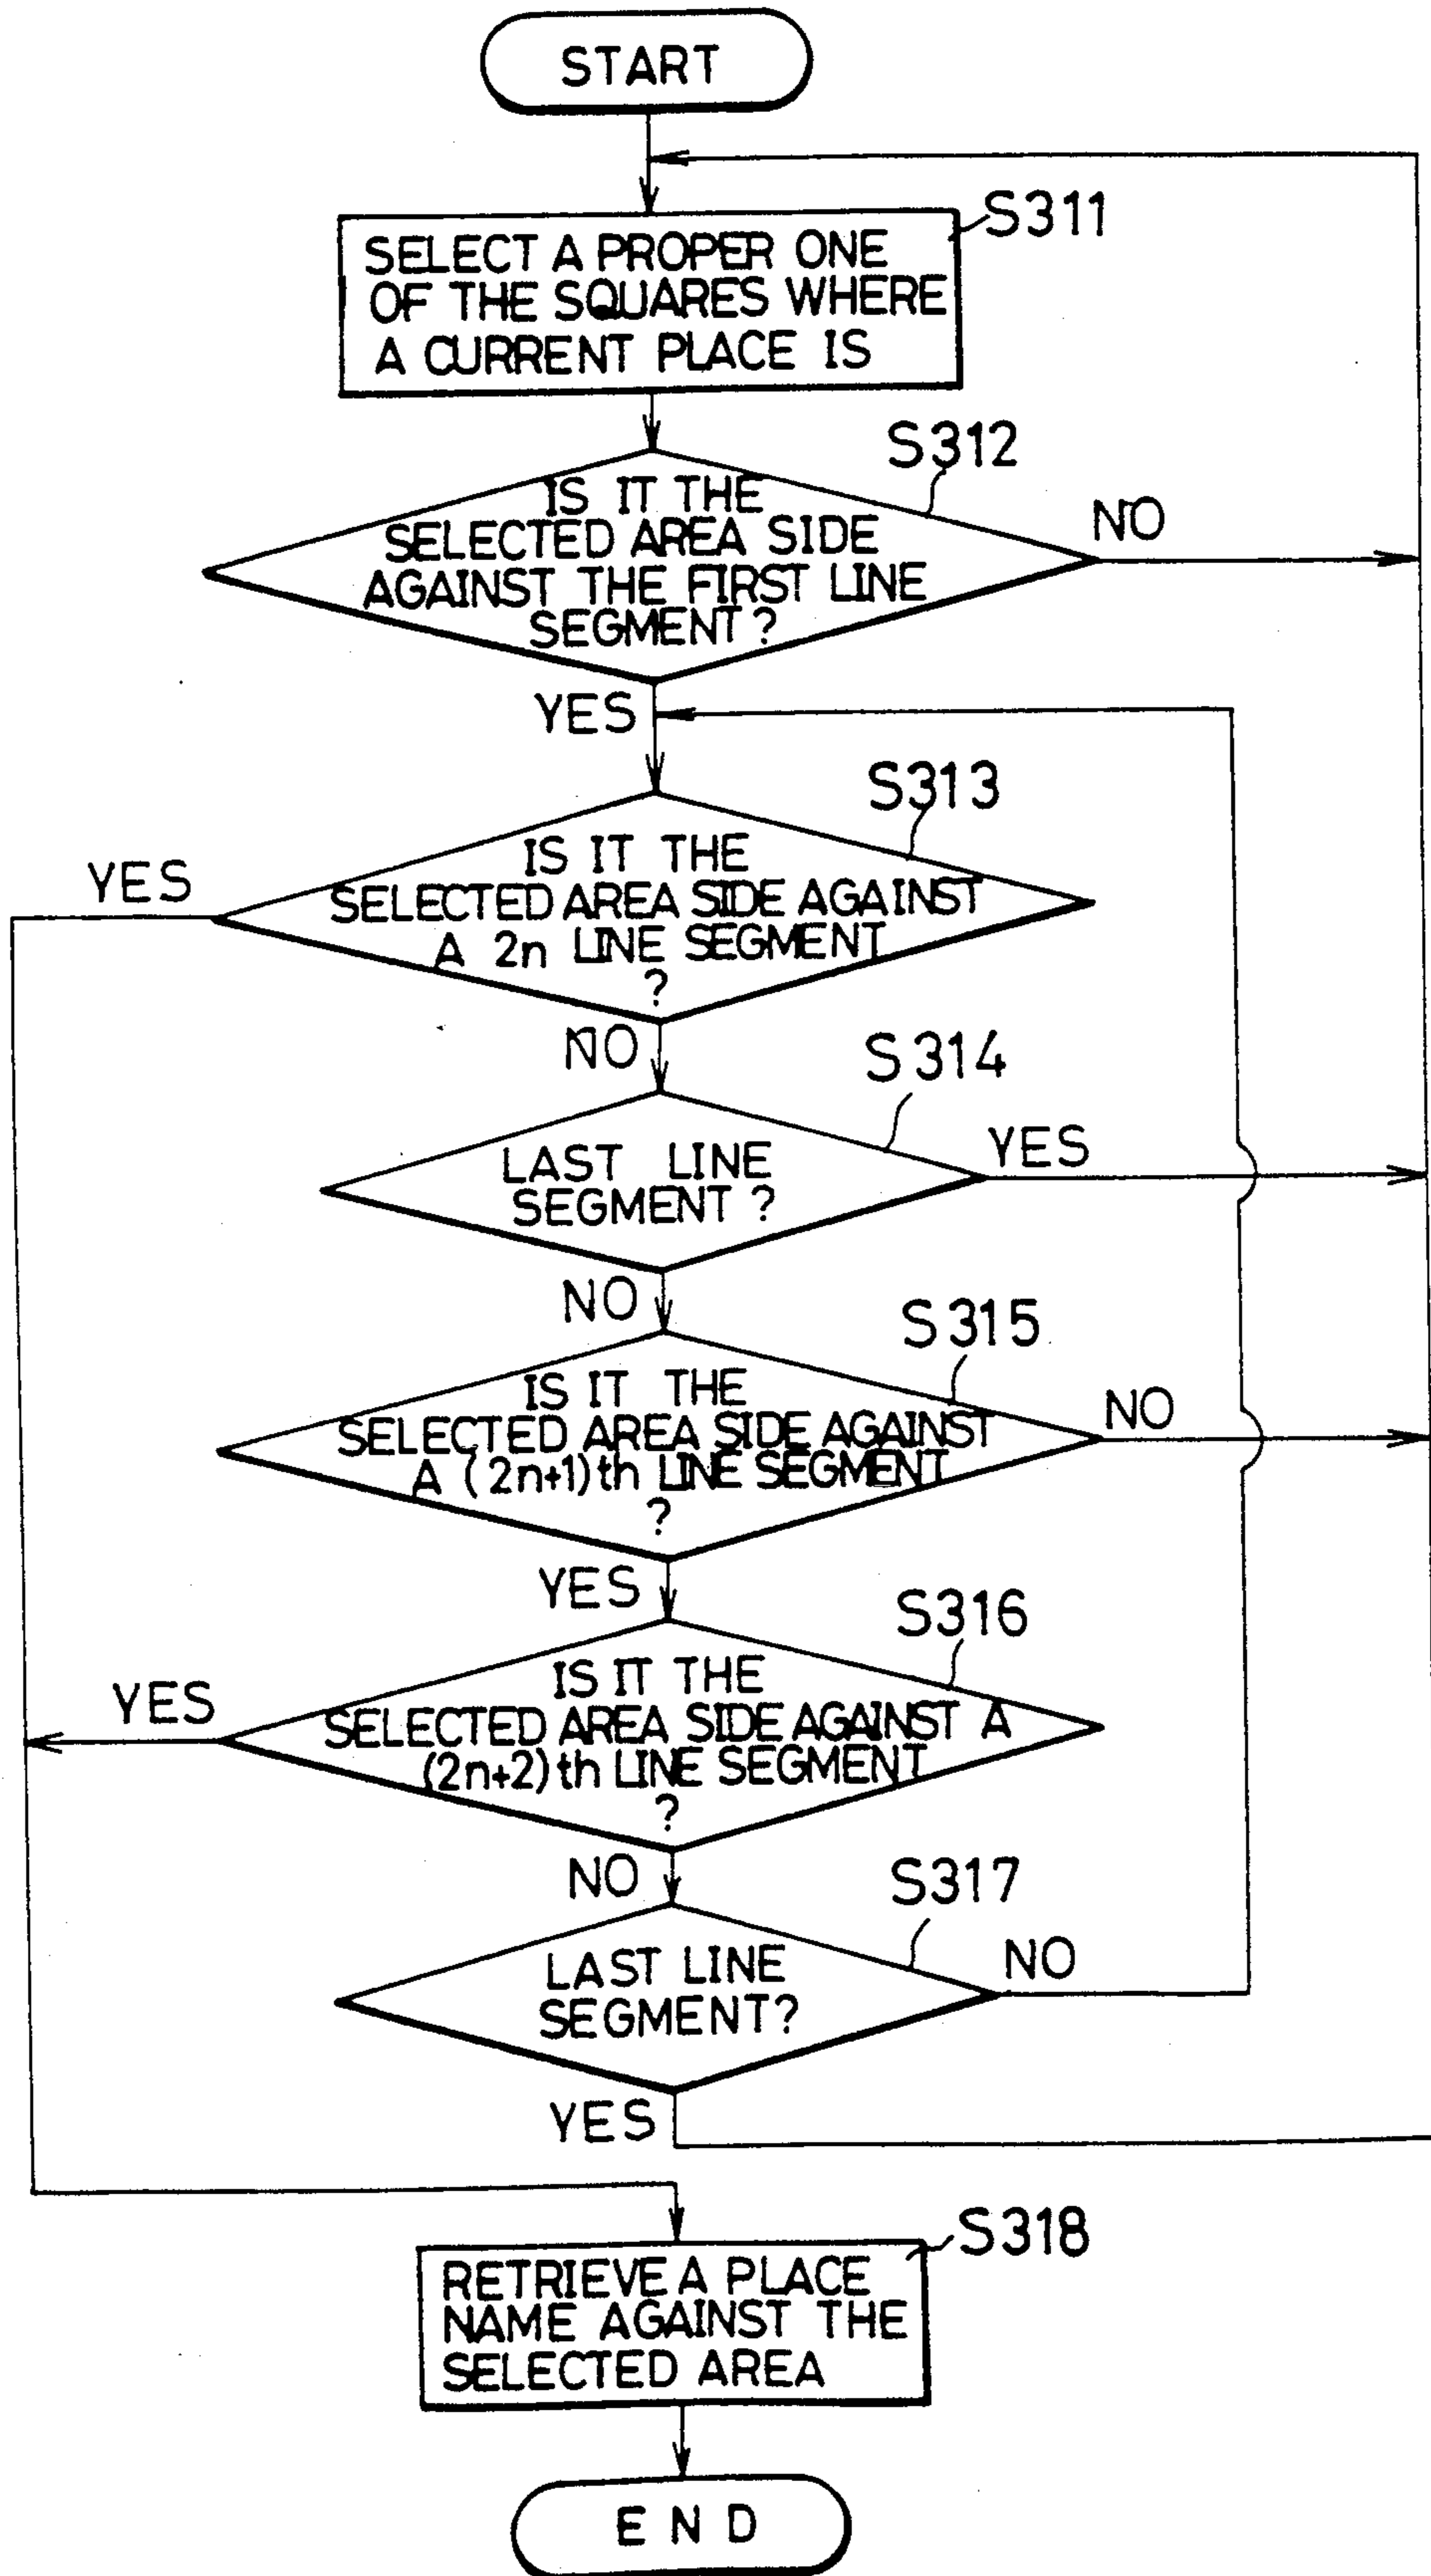 START
S311
SELECT A PROPER ONE
OF THE SQUARES WHERE
A CURRENT PLACE IS
S312
IS IT THE
SELECTED AREA SIDE
AGAINST THE FIRST LINE
SEGMENT?
NO
YES
S313
IS IT THE
SELECTED AREA SIDE AGAINST
A 2n LINE SEGMENT
?
YES
NO
S314
LAST LINE
SEGMENT?
YES
NO
S315
IS IT THE
SELECTED AREA SIDE AGAINST
A (2n+1)th LINE SEGMENT
?
NO
YES
S316
IS IT THE
SELECTED AREA SIDE AGAINST A
(2n+2)th LINE SEGMENT
?
YES
NO
S317
LAST LINE
SEGMENT?
NO
YES
S318
RETRIEVE A PLACE
NAME AGAINST THE
SELECTED AREA
END